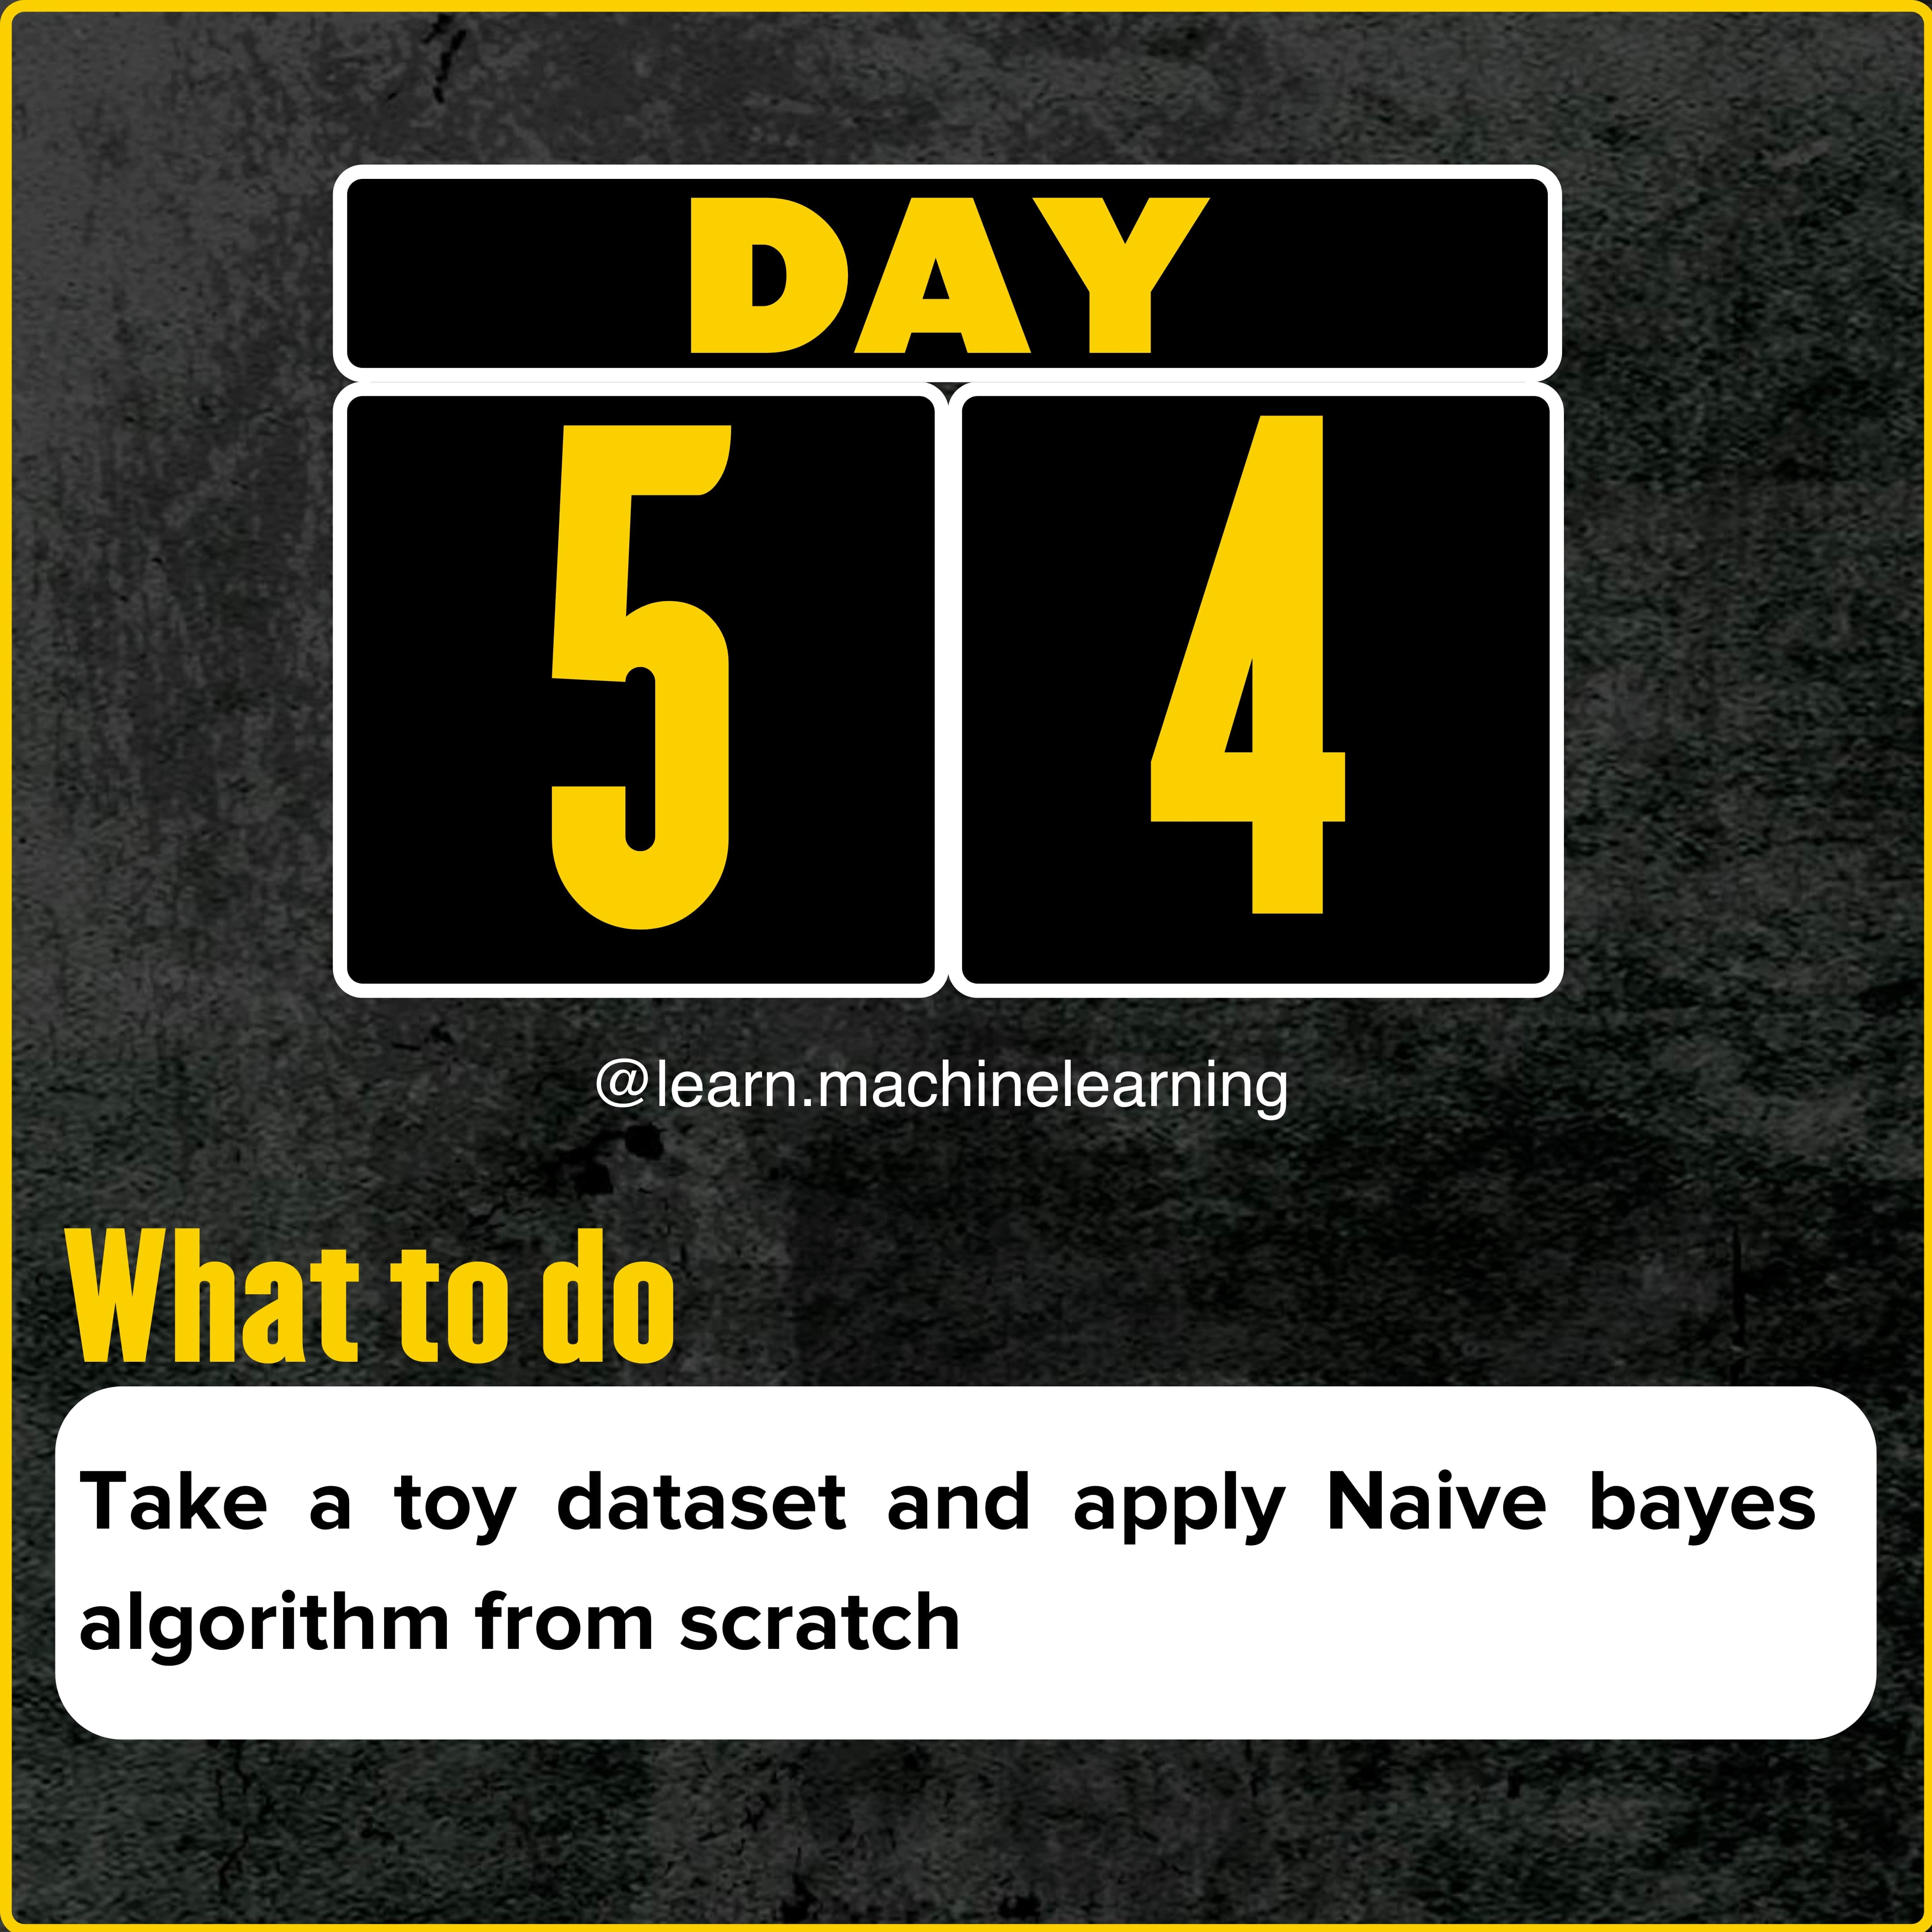 DAY
5 4
@learn.machinelearning
What to do
Take a toy dataset and apply Naive bayes
algorithm from scratch